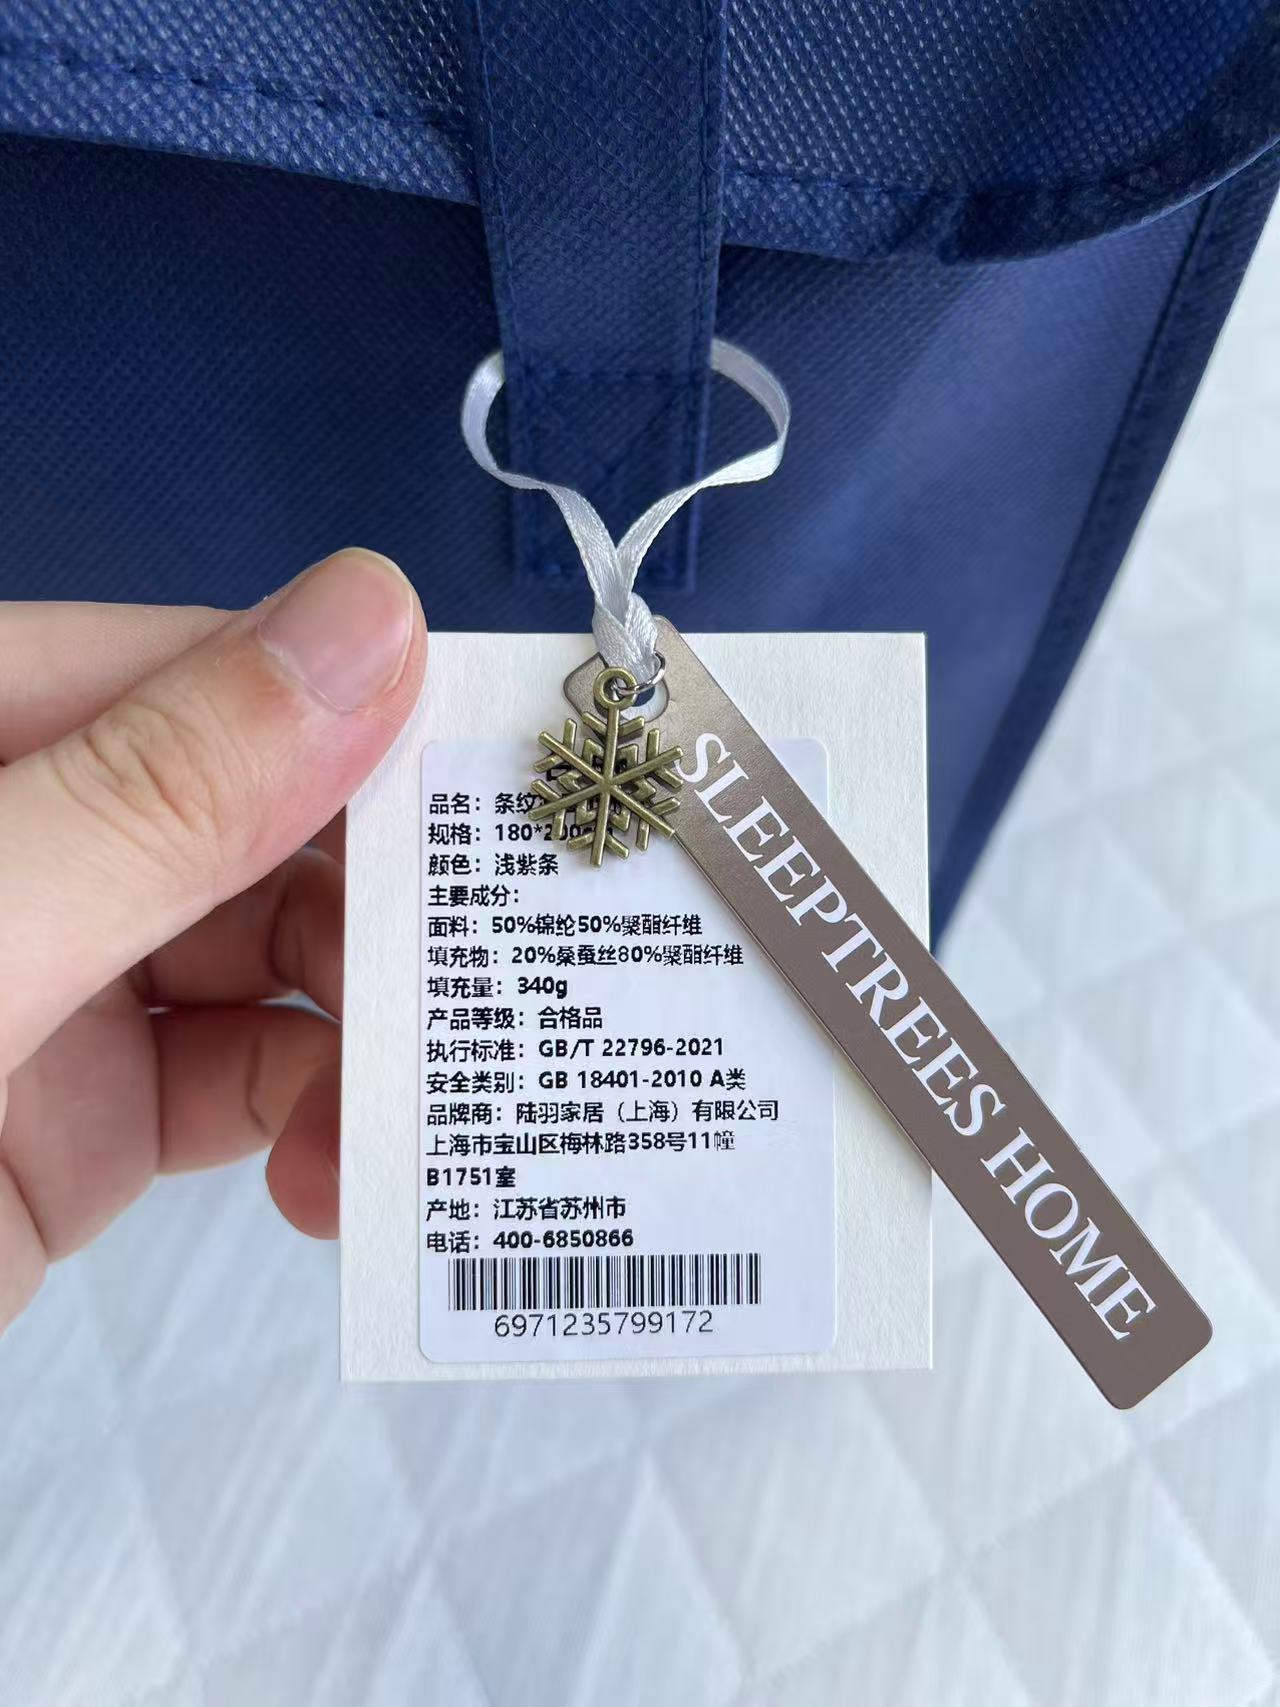 品名：条纹
规格：180*200c
颜色：浅紫条
主要成分：
面料：50%锦纶50%聚酯纤维
填充物：20%桑蚕丝80%聚酯纤维
填充量：340g
产品等级：合格品
执行标准：GB/T 22796-2021
安全类别：GB 18401-2010 A类
品牌商：陆羽家居（上海）有限公司
上海市宝山区梅林路358号11幢
B1751室
产地：江苏省苏州市
电话：400-6850866
6971235799172
SLEEPTREES HOME